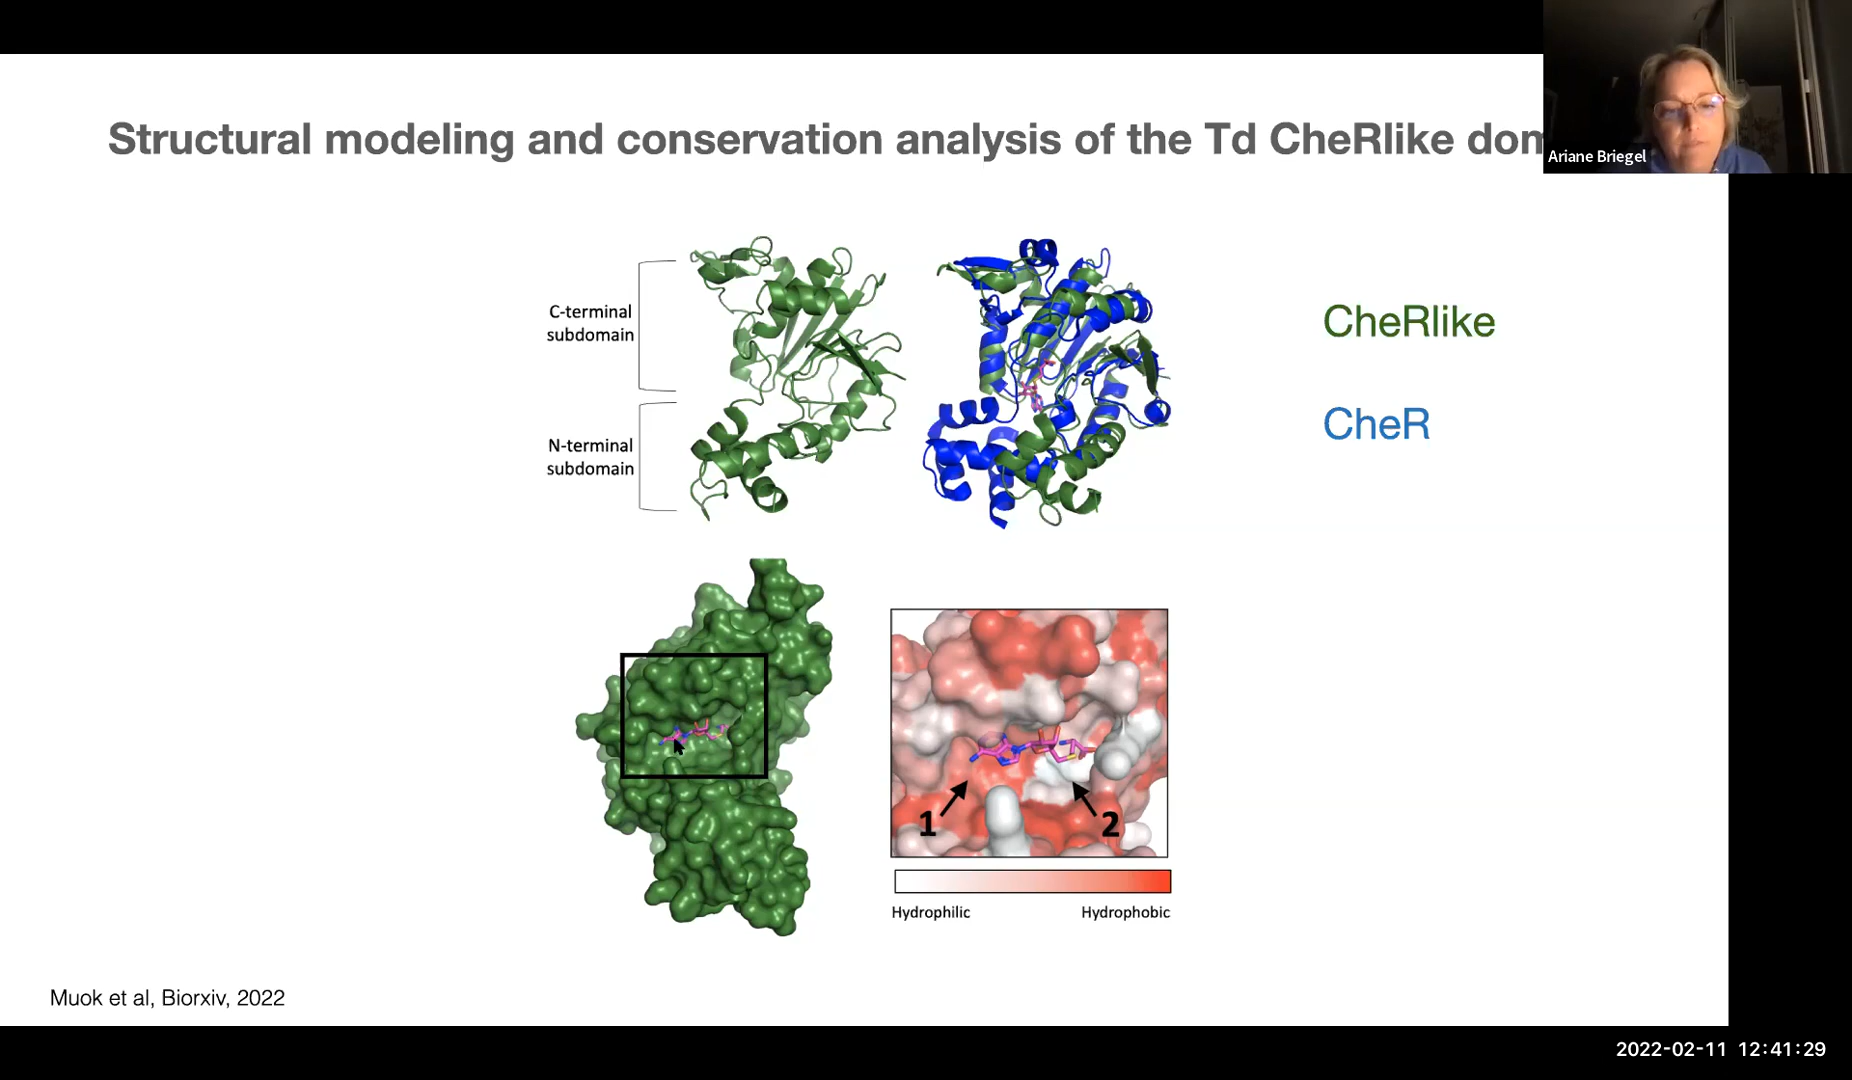 Structural modeling and conservation analysis of the Td CheRlike
Ariane Briegel
C-terminal
subdomain
N-terminal
subdomain
CheRlike
CheR
1
2
Hydrophilic
Hydrophobic
Muok et al, Biorxiv, 2022
2022-02-11 12:41:29